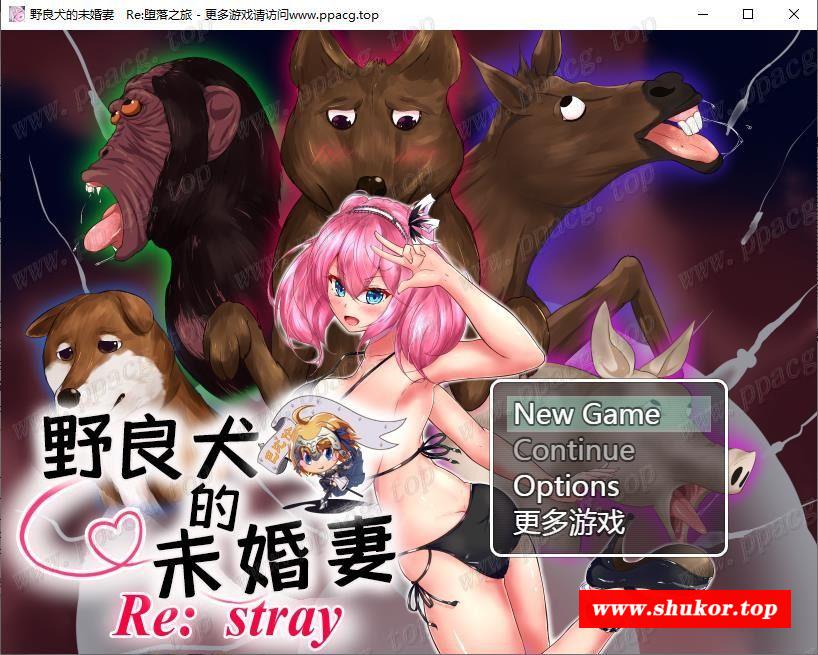 野良犬的未婚妻　Re:堕落之旅 - 更多游戏请访问www.ppacg.top
www.ppacg.top
野良犬
的
未婚妻
Re: stray
New Game
Continue
Options
更多游戏
www.shukor.top